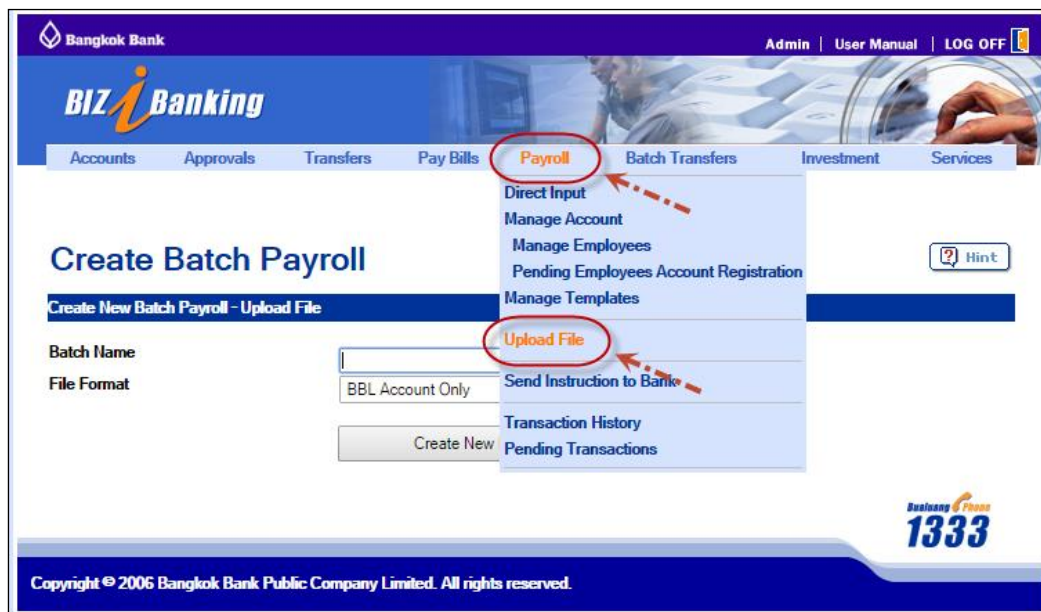 Bangkok Bank
Admin | User Manual | LOG OFF
BIZ i Banking
Accounts Approvals Transfers Pay Bills Payroll Batch Transfers Investment Services
Direct Input
Manage Account
Manage Employees
Pending Employees Account Registration
Manage Templates
Upload File
Send Instruction to Bank
Transaction History
Pending Transactions
Create Batch Payroll
Hint
Create New Batch Payroll - Upload File
Batch Name
File Format
BBL Account Only
Create New
Bualuang Phone
1333
Copyright © 2006 Bangkok Bank Public Company Limited. All rights reserved.